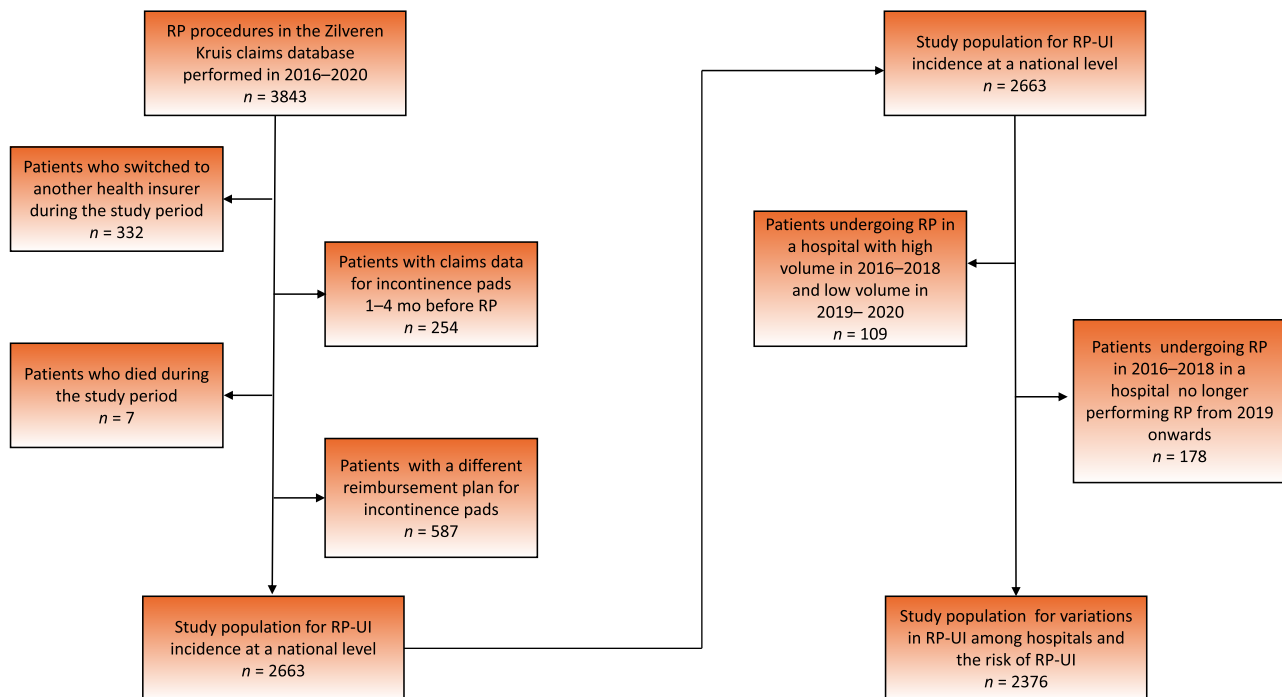 RP procedures in the Zilveren
Kruis claims database
performed in 2016–2020
n = 3843
Patients who switched to
another health insurer
during the study period
n = 332
Patients with claims data
for incontinence pads
1–4 mo before RP
n = 254
Patients who died during
the study period
n = 7
Patients with a different
reimbursement plan for
incontinence pads
n = 587
Study population for RP-UI
incidence at a national level
n = 2663
Study population for RP-UI
incidence at a national level
n = 2663
Patients undergoing RP in
a hospital with high
volume in 2016–2018
and low volume in
2019– 2020
n = 109
Patients undergoing RP
in 2016–2018 in a
hospital no longer
performing RP from 2019
onwards
n = 178
Study population for variations
in RP-UI among hospitals and
the risk of RP-UI
n = 2376